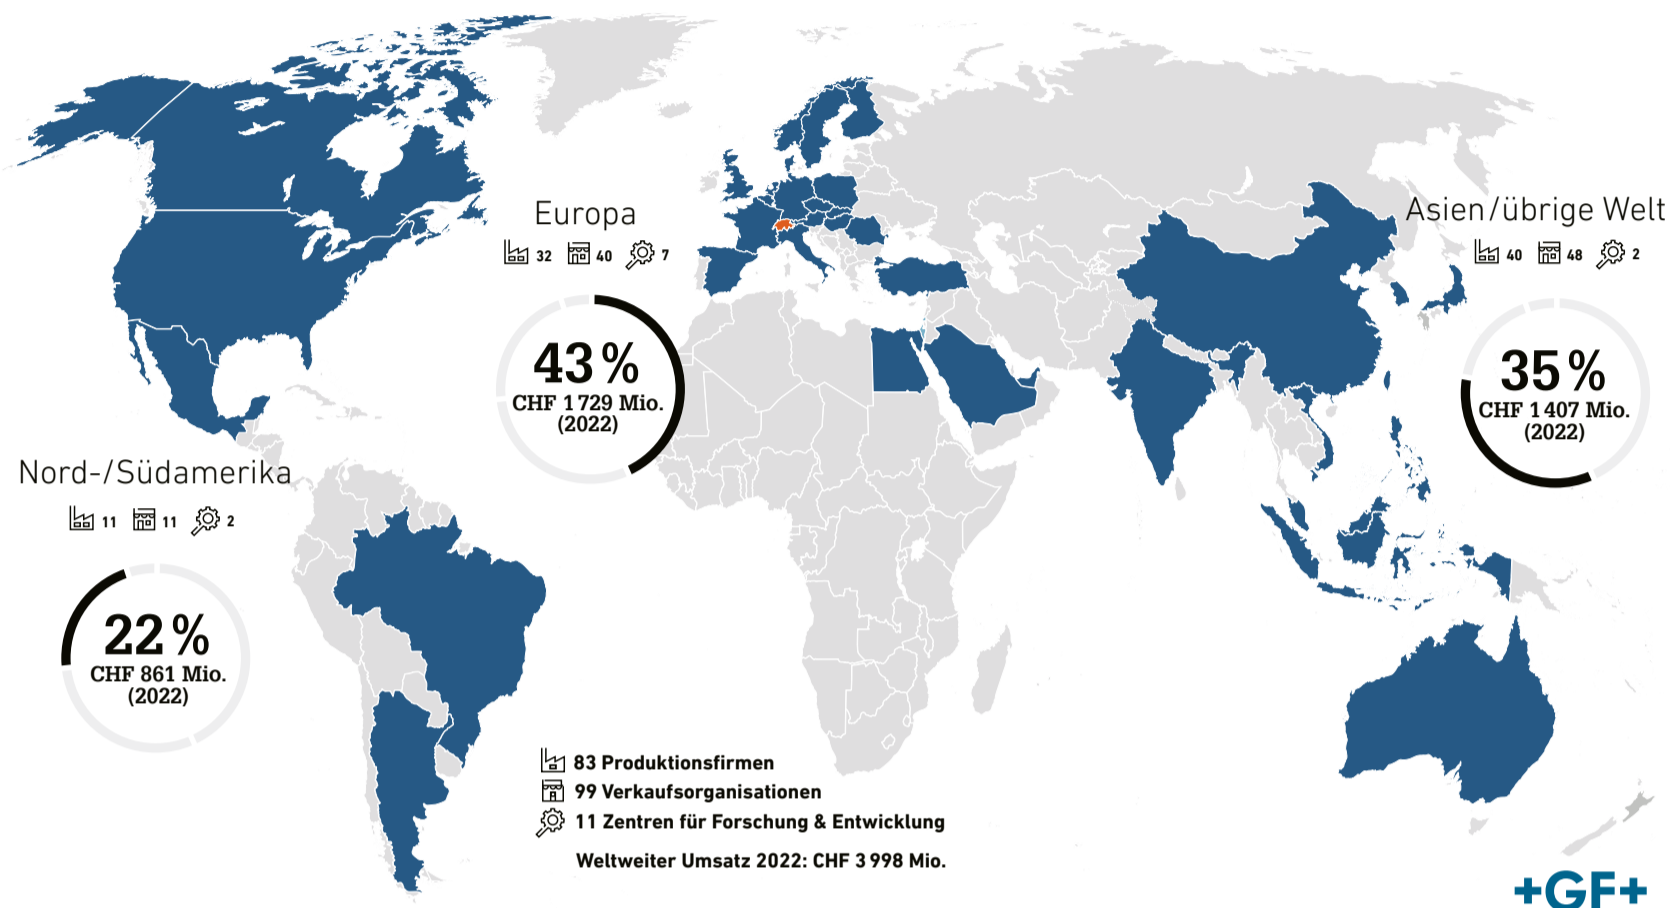 Europa
32 40 7
43 %
CHF 1 729 Mio.
(2022)
Asien/übrige Welt
40 48 2
35 %
CHF 1 407 Mio.
(2022)
Nord-/Südamerika
11 11 2
22 %
CHF 861 Mio.
(2022)
83 Produktionsfirmen
99 Verkaufsorganisationen
11 Zentren für Forschung & Entwicklung
Weltweiter Umsatz 2022: CHF 3 998 Mio.
+GF+